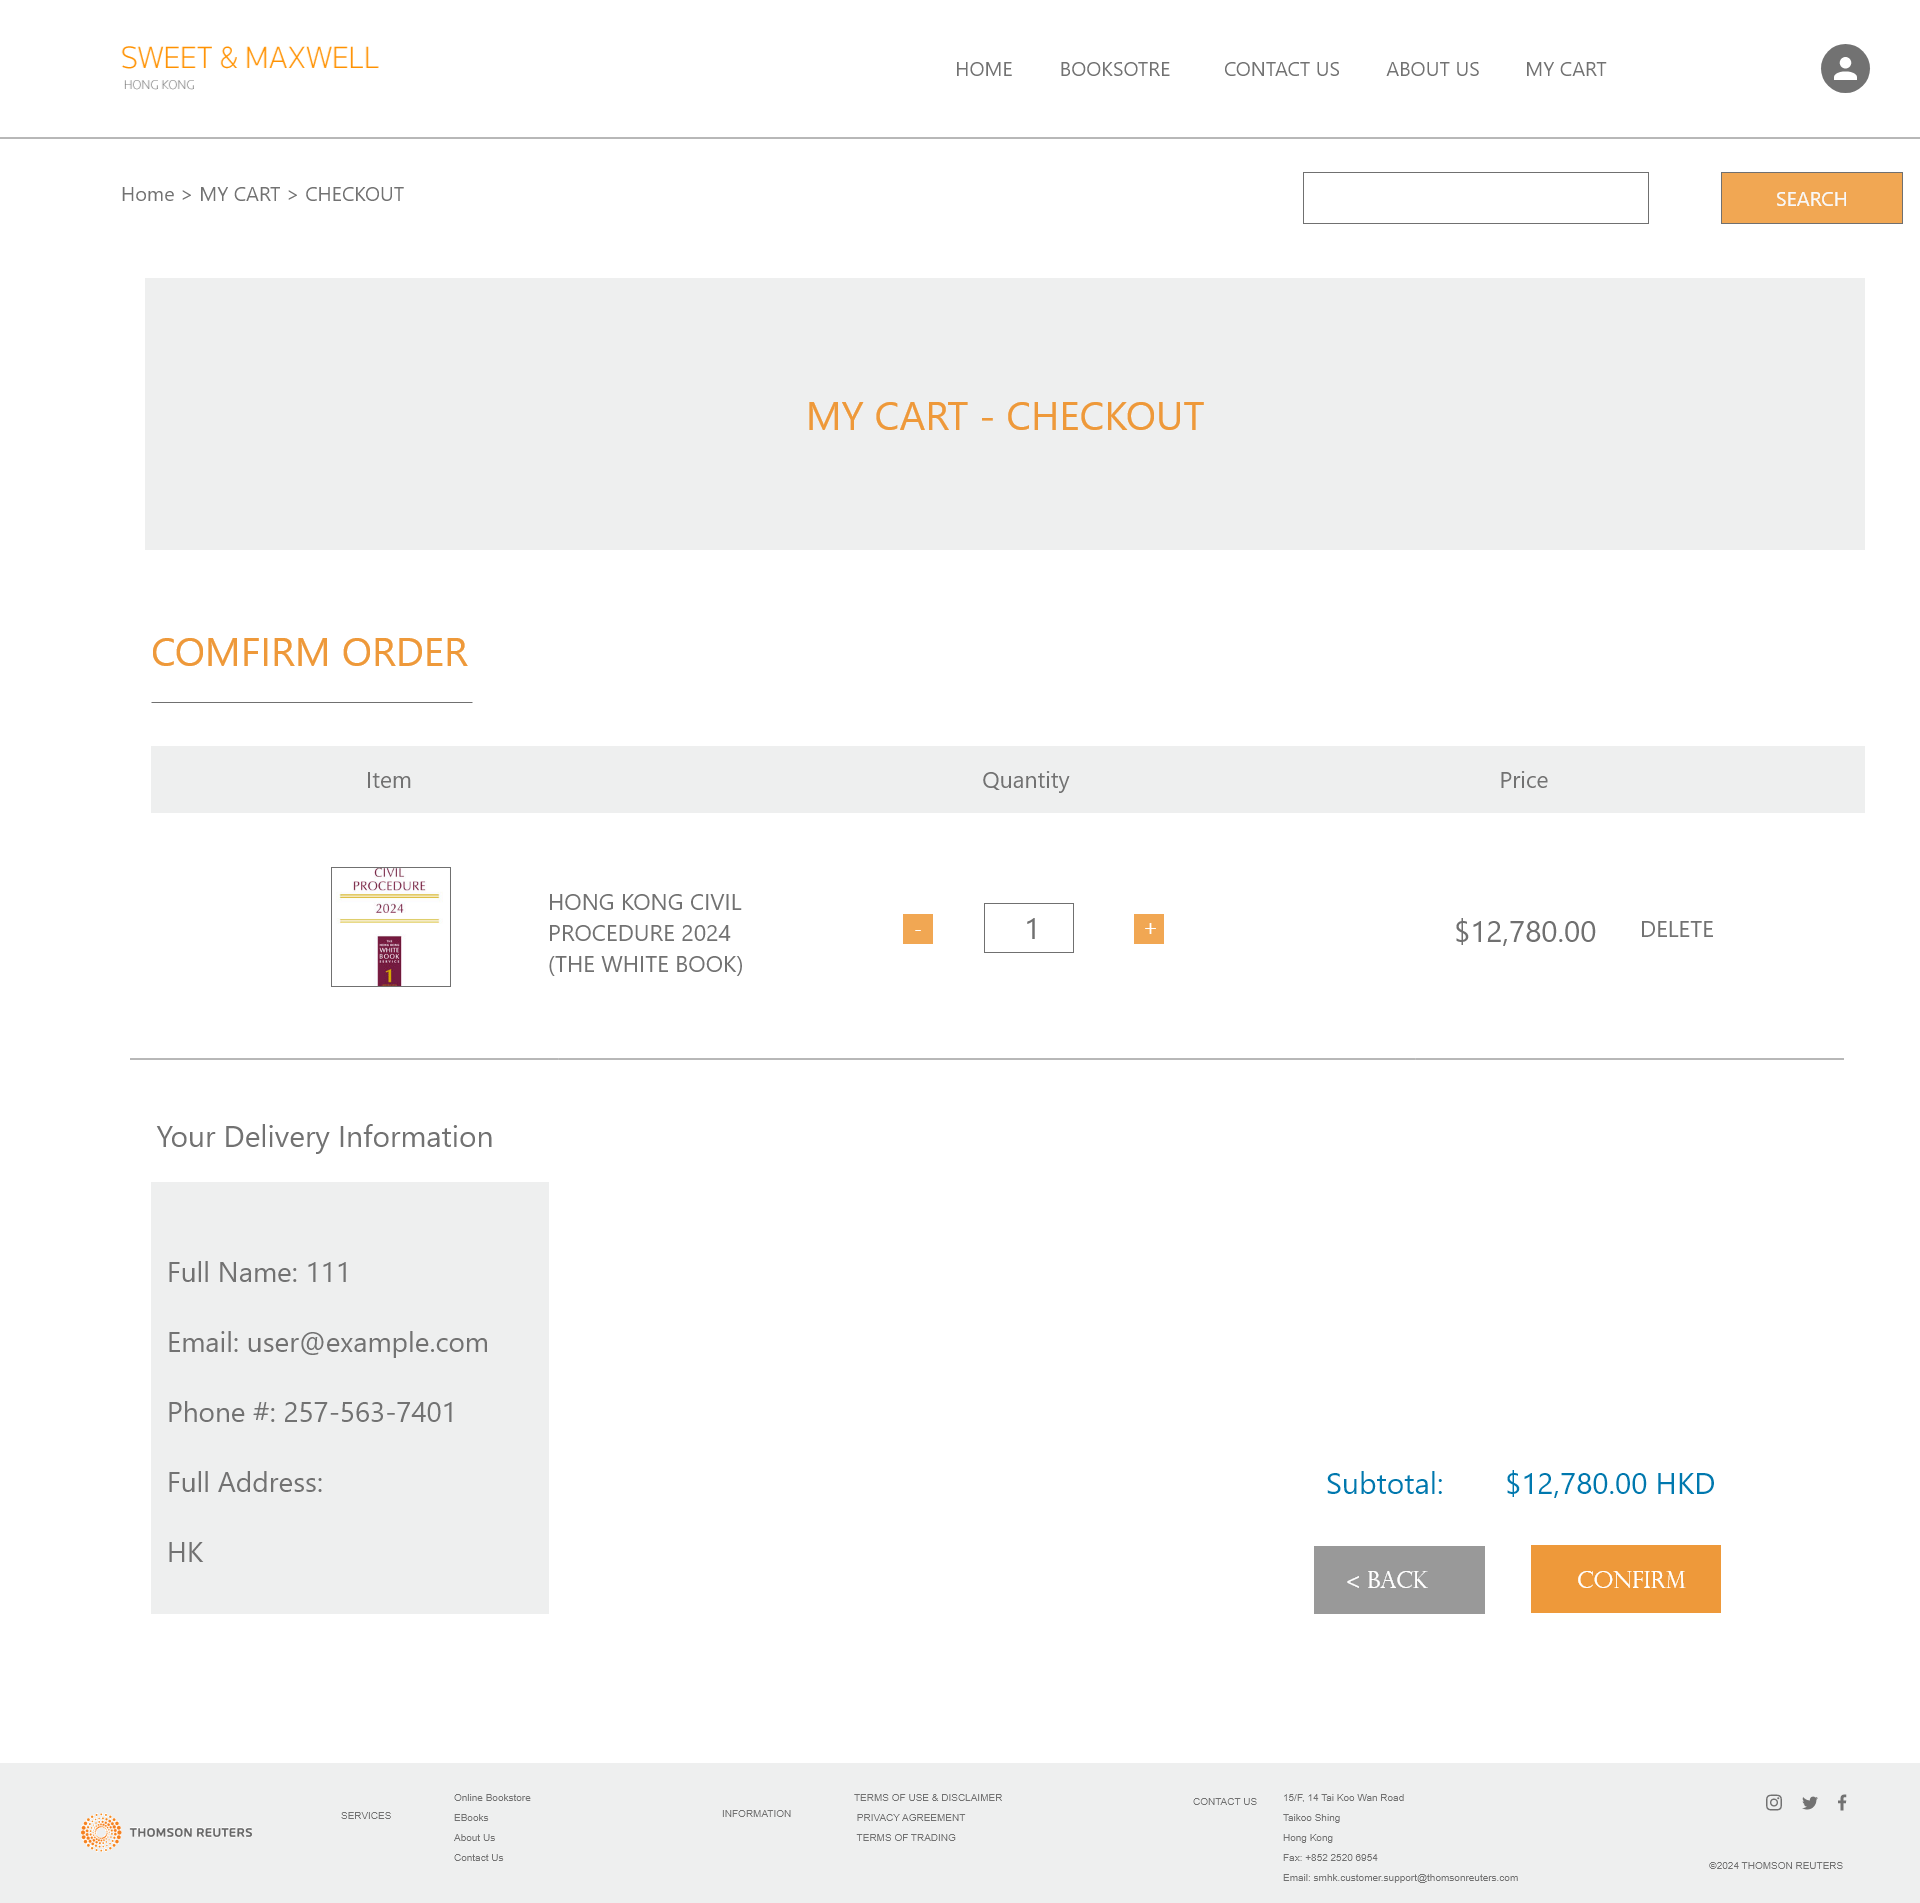 SWEET & MAXWELL
HONG KONG
HOME BOOKSOTRE CONTACT US ABOUT US MY CART
Home > MY CART > CHECKOUT
SEARCH
MY CART - CHECKOUT
COMFIRM ORDER
Item Quantity Price
CIVIL
PROCEDURE
2024
THE
HONG KONG
WHITE
BOOK
SERVICE
1
HONG KONG CIVIL
PROCEDURE 2024
(THE WHITE BOOK)
- 1 +
$12,780.00 DELETE
Your Delivery Information
Full Name: 111
Email: user@example.com
Phone #: 257-563-7401
Full Address:
HK
Subtotal: $12,780.00 HKD
< BACK CONFIRM
THOMSON REUTERS
SERVICES
Online Bookstore
EBooks
About Us
Contact Us
INFORMATION
TERMS OF USE & DISCLAIMER
PRIVACY AGREEMENT
TERMS OF TRADING
CONTACT US
15/F, 14 Tai Koo Wan Road
Taikoo Shing
Hong Kong
Fax: +852 2520 6954
Email: smhk.customer.support@thomsonreuters.com
©2024 THOMSON REUTERS